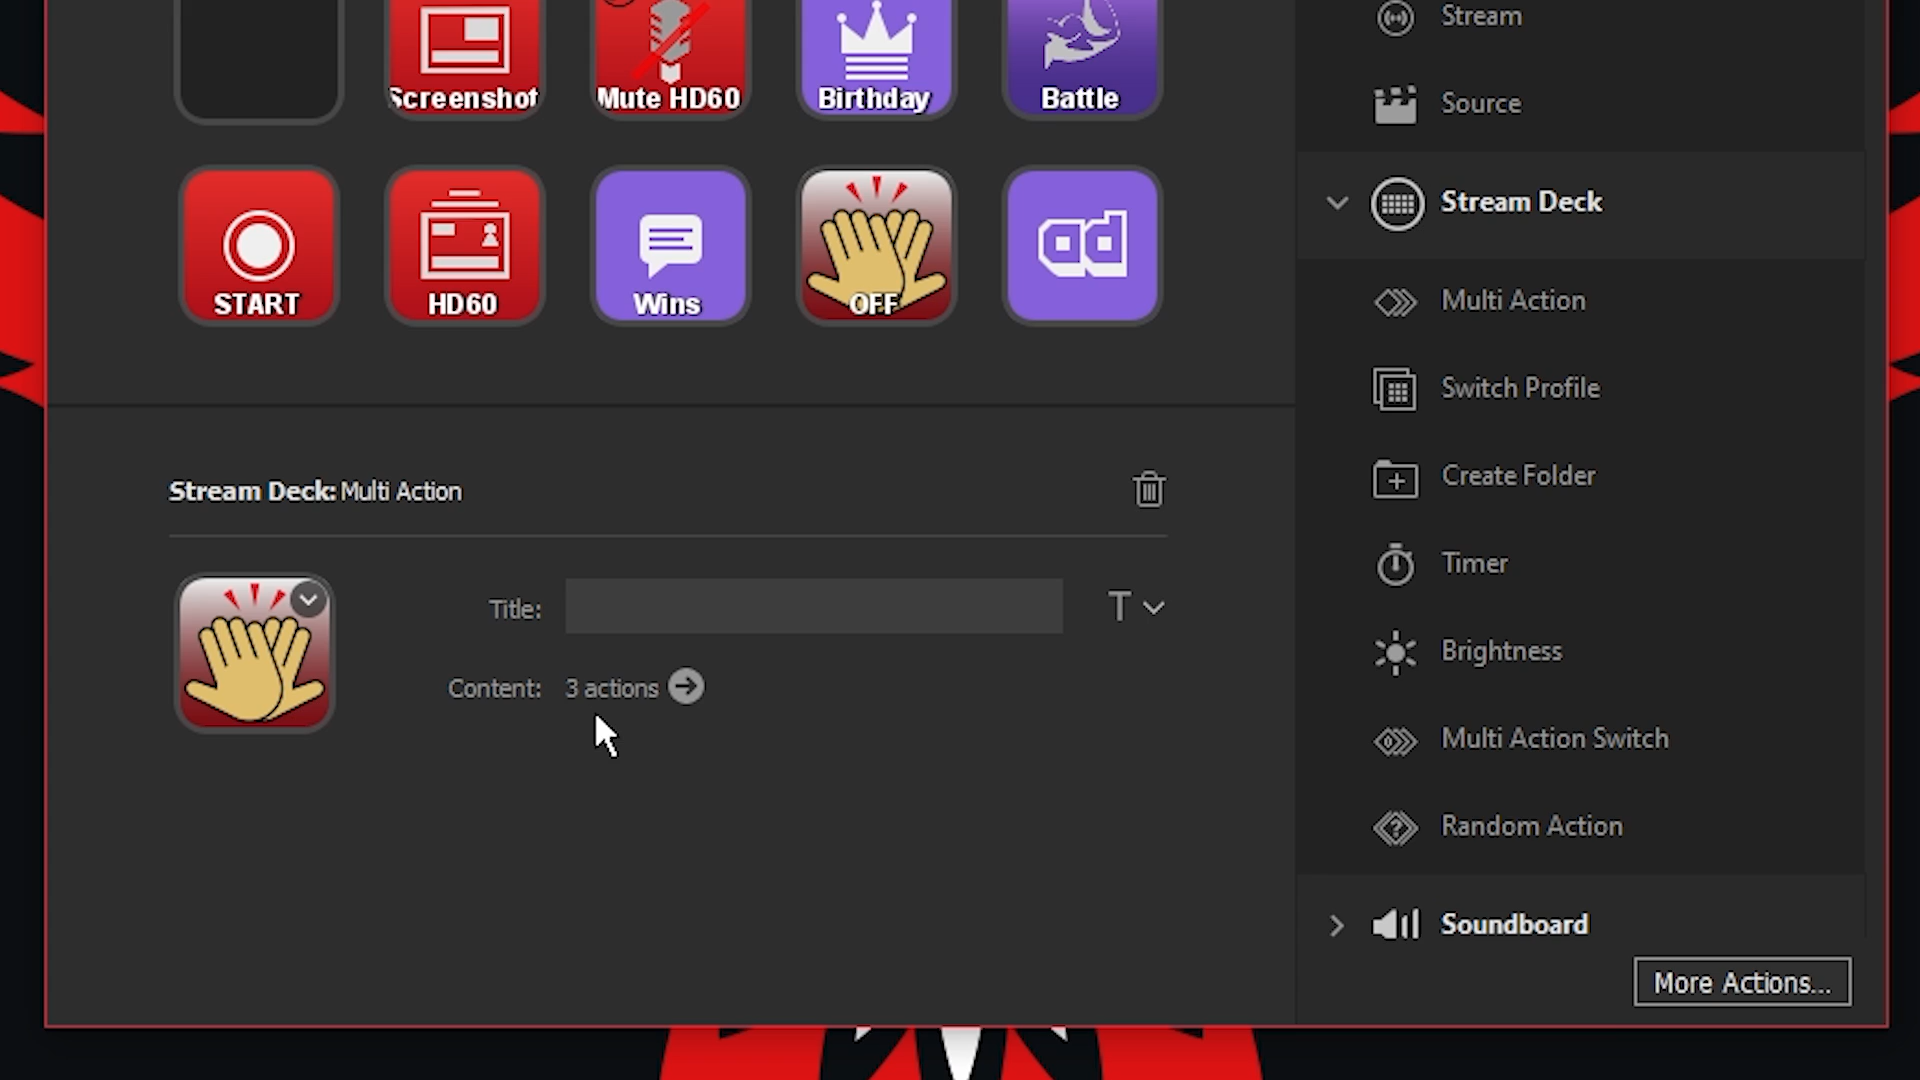 Stream
Screenshot
Mute HD60
Birthday
Battle
Source
Stream Deck
START
HD60
Wins
OFF
ad
Multi Action
Switch Profile
Create Folder
Stream Deck: Multi Action
Timer
Title:
T
Brightness
Content: 3 actions
Multi Action Switch
Random Action
Soundboard
More Actions...